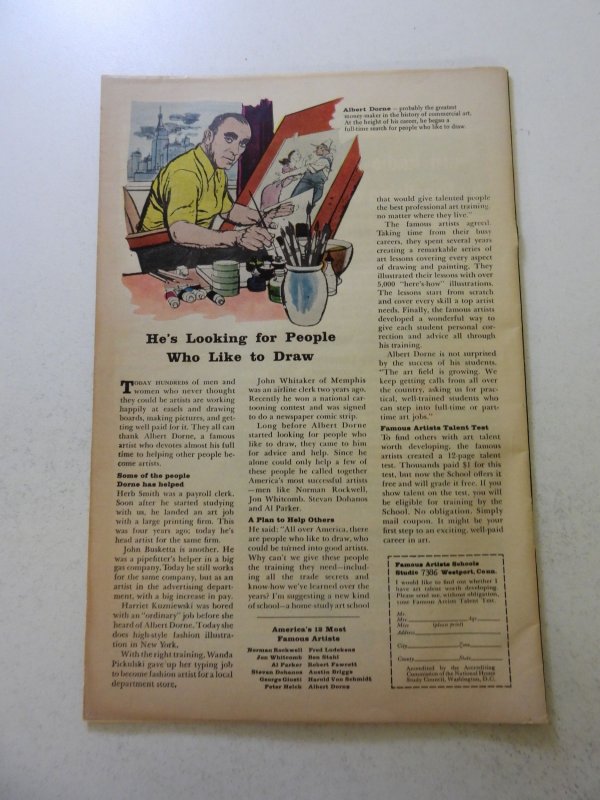 Albert Dorne – probably the greatest
money-maker in the history of commercial art.
At the height of his career, he began a
full-time search for people who like to draw.
He's Looking for People
Who Like to Draw
TODAY HUNDREDS of men and
women who never thought
they could be artists are working
happily at easels and drawing
boards, making pictures, and get-
ting well paid for it. They all can
thank Albert Dorne, a famous
artist who devotes almost his full
time to helping other people be-
come artists.
Some of the people
Dorne has helped
Herb Smith was a payroll clerk.
Soon after he started studying
with us, he landed an art job
with a large printing firm. This
was four years ago; today he's
head artist for the same firm.
John Busketta is another. He
was a pipefitter's helper in a big
gas company. Today he still works
for the same company, but as an
artist in the advertising depart-
ment, with a big increase in pay.
Harriet Kuzniewski was bored
with an "ordinary" job before she
heard of Albert Dorne. Today she
does high-style fashion illustra-
tion in New York.
With the right training, Wanda
Pickulski gave up her typing job
to become fashion artist for a local
department store.
John Whitaker of Memphis
was an airline clerk two years ago.
Recently he won a national car-
tooning contest and was signed
to do a newspaper comic strip.
Long before Albert Dorne
started looking for people who
like to draw, they came to him
for advice and help. Since he
alone could only help a few of
these people he called together
America's most successful artists
—men like Norman Rockwell,
Jon Whitcomb, Stevan Dohanos
and Al Parker.
A Plan to Help Others
He said: "All over America, there
are people who like to draw, who
could be turned into good artists.
Why can't we give these people
the training they need—includ-
ing all the trade secrets and
know-how we've learned over the
years? I'm suggesting a new kind
of school—a home study art school
America's 12 Most
Famous Artists
Norman Rockwell Fred Ludekens
Jon Whitcomb Ben Stahl
Al Parker Robert Fawcett
Stevan Dohanos Austin Briggs
George Giusti Harold Von Schmidt
Peter Helck Albert Dorne
that would give talented people
the best professional art training
no matter where they live."
The famous artists agreed.
Taking time from their busy
careers, they spent several years
creating a remarkable series of
art lessons covering every aspect
of drawing and painting. They
illustrated their lessons with over
5,000 "here's-how" illustrations.
The lessons start from scratch
and cover every skill a top artist
needs. Finally, the famous artists
developed a wonderful way to
give each student personal cor-
rection and advice all through
his training.
Albert Dorne is not surprised
by the success of his students.
"The art field is growing. We
keep getting calls from all over
the country, asking us for prac-
tical, well-trained students who
can step into full-time or part-
time art jobs."
Famous Artists Talent Test
To find others with art talent
worth developing, the famous
artists created a 12-page talent
test. Thousands paid $1 for this
test, but now the School offers it
free and will grade it free. If you
show talent on the test, you will
be eligible for training by the
School. No obligation. Simply
mail coupon. It might be your
first step to an exciting, well-paid
career in art.
Famous Artists Schools
Studio 7386 Westport, Conn.
I would like to find out whether I
have art talent worth developing.
Please send me, without obligation,
your Famous Artists Talent Test.
Mr.
Mrs. Age
Miss (please print)
Address
City Zone
County State
Accredited by the Accrediting
Commission of the National Home
Study Council, Washington, D.C.